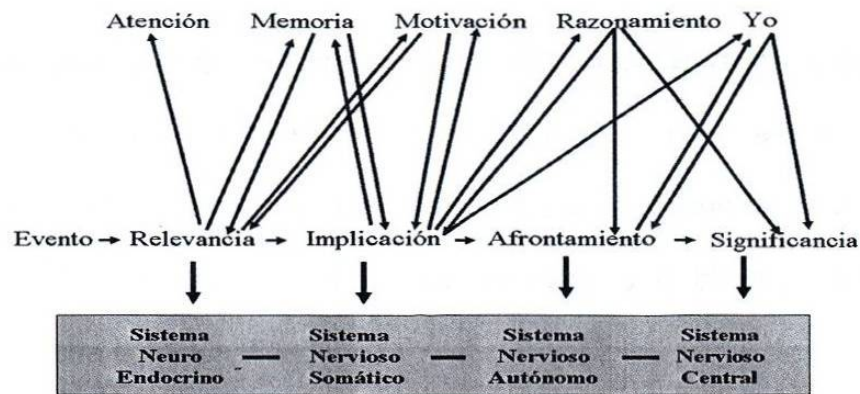 Atención Memoria Motivación Razonamiento Yo
Evento Relevancia Implicación Afrontamiento Significancia
Sistema Sistema Sistema Sistema
Neuro Nervioso Nervioso Nervioso
Endocrino Somático Autónomo Central